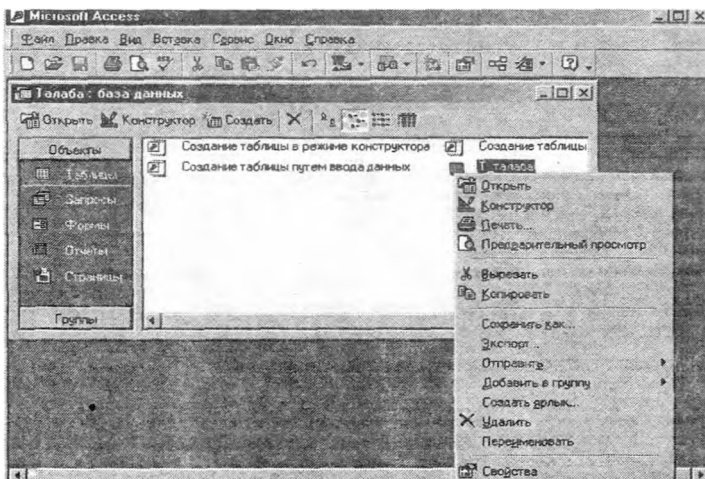 Microsoft Access
Файл Правка Вид Вставка Сервис Окно Справка
Талаба : база данных
Открыть Конструктор Создать
Объекты
Таблицы
Запросы
Формы
Отчеты
Страницы
Группы
Создание таблицы в режиме конструктора
Создание таблицы путем ввода данных
Создание таблицы
Т талаба
Открыть
Конструктор
Печать...
Предварительный просмотр
Вырезать
Копировать
Сохранить как...
Экспорт...
Отправить
Добавить в группу
Создать ярлык...
Удалить
Переименовать
Свойства